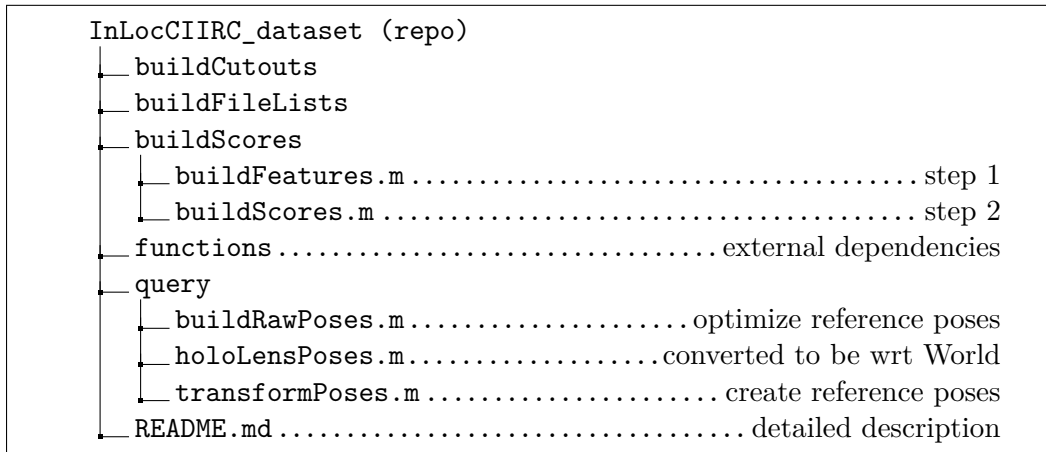 InLocCIIRC_dataset (repo)
buildCutouts
buildFileLists
buildScores
buildFeatures.m ........................................ step 1
buildScores.m .......................................... step 2
functions ................................. external dependencies
query
buildRawPoses.m ..................... optimize reference poses
holoLensPoses.m ................... converted to be wrt World
transformPoses.m ...................... create reference poses
README.md ................................... detailed description